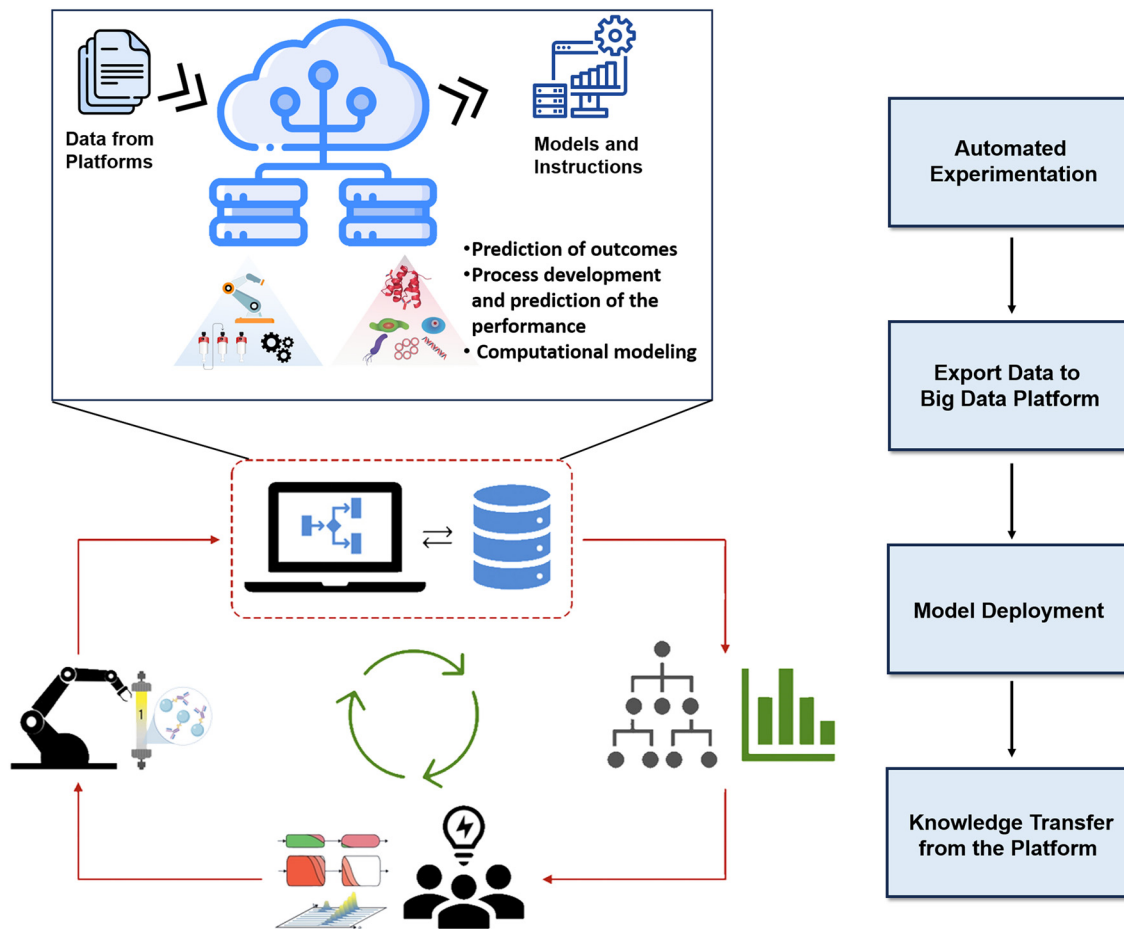 Data from
Platforms
Models and
Instructions
•Prediction of outcomes
•Process development
and prediction of the
performance
• Computational modeling
1
Automated
Experimentation
Export Data to
Big Data Platform
Model Deployment
Knowledge Transfer
from the Platform